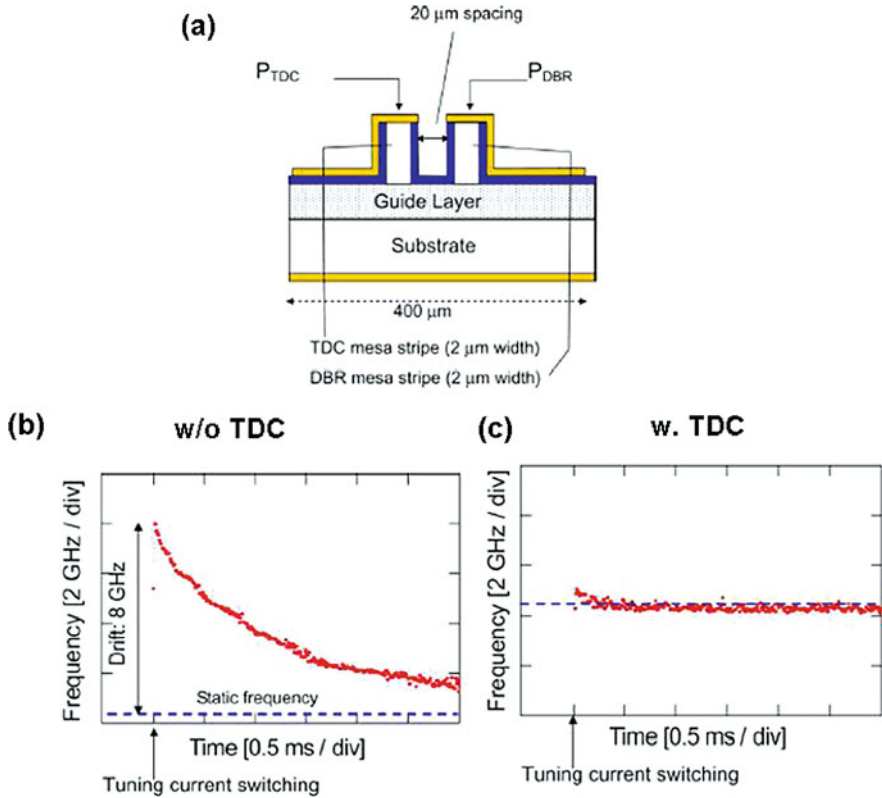 (a)
20 μm spacing
P_TDC
P_DBR
Guide Layer
Substrate
400 μm
TDC mesa stripe (2 μm width)
DBR mesa stripe (2 μm width)
(b)
w/o TDC
Frequency [2 GHz / div]
Drift: 8 GHz
Static frequency
Time [0.5 ms / div]
Tuning current switching
(c)
w. TDC
Frequency [2 GHz / div]
Time [0.5 ms / div]
Tuning current switching